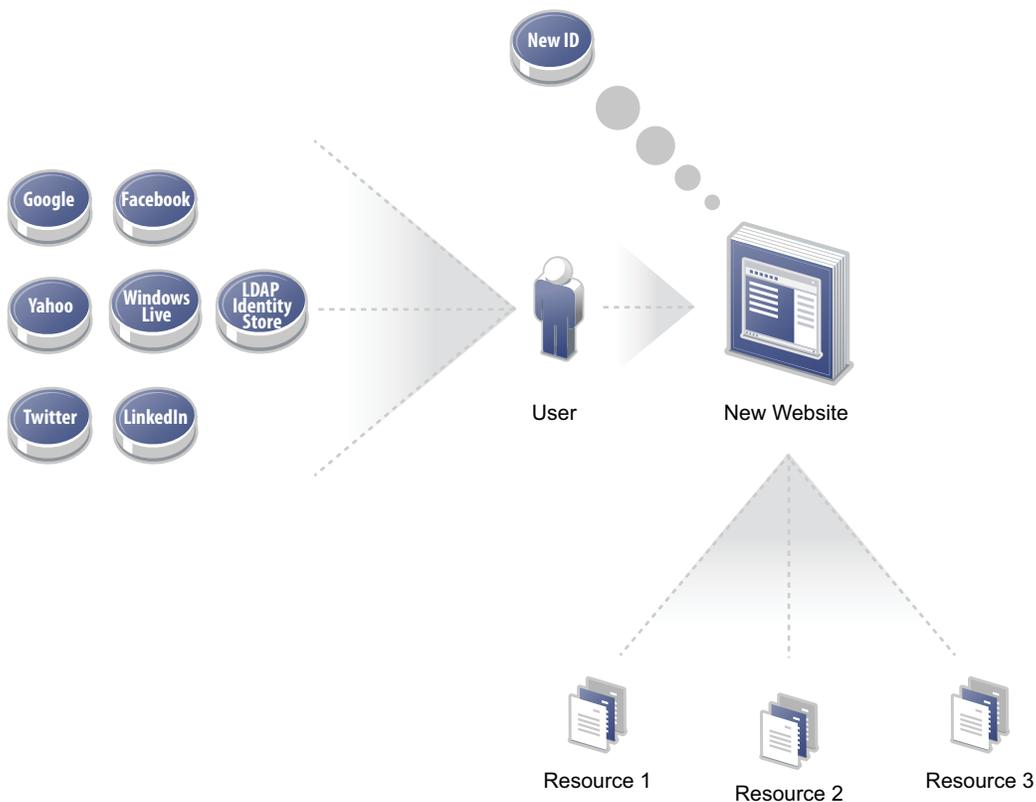 New ID
Google
Facebook
Yahoo
Windows
Live
LDAP
Identity
Store
Twitter
LinkedIn
User
New Website
Resource 1
Resource 2
Resource 3